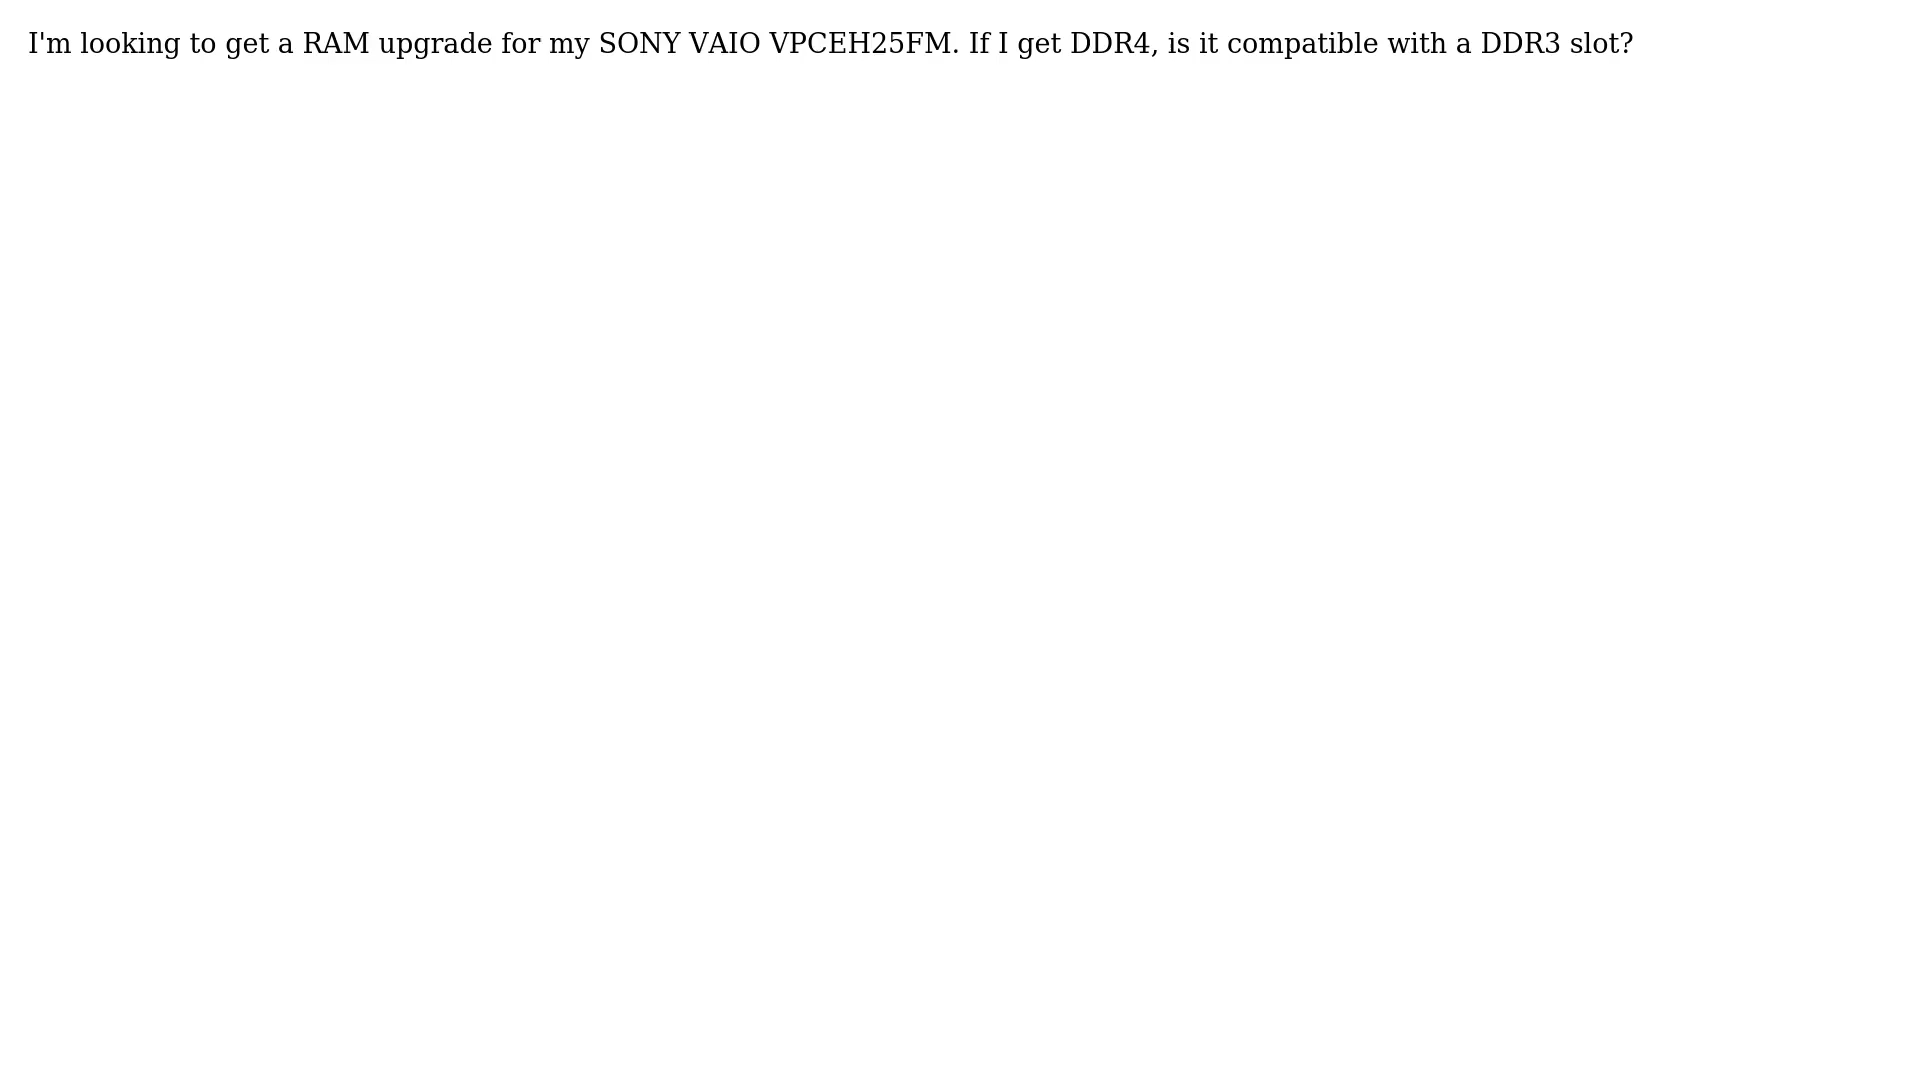 I'm looking to get a RAM upgrade for my SONY VAIO VPCEH25FM. If I get DDR4, is it compatible with a DDR3 slot?